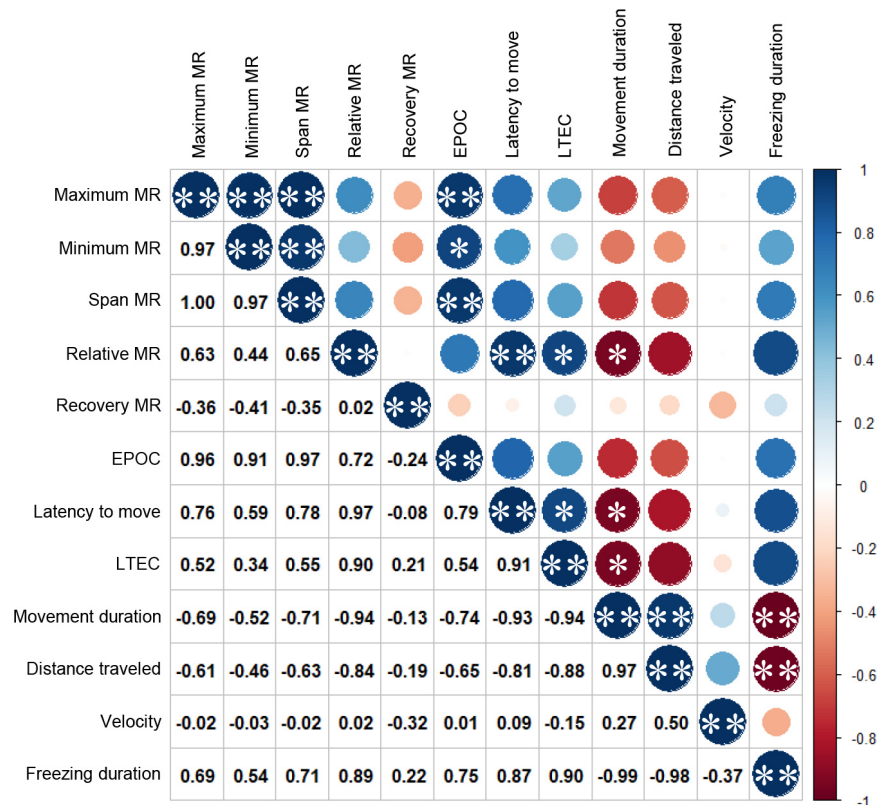 Maximum MR
Minimum MR
Span MR
Relative MR
Recovery MR
EPOC
Latency to move
LTEC
Movement duration
Distance traveled
Velocity
Freezing duration
Maximum MR ** ** ** **
Minimum MR 0.97 ** ** *
Span MR 1.00 0.97 ** **
Relative MR 0.63 0.44 0.65 ** ** * *
Recovery MR -0.36 -0.41 -0.35 0.02 **
EPOC 0.96 0.91 0.97 0.72 -0.24 **
Latency to move 0.76 0.59 0.78 0.97 -0.08 0.79 ** * *
LTEC 0.52 0.34 0.55 0.90 0.21 0.54 0.91 ** *
Movement duration -0.69 -0.52 -0.71 -0.94 -0.13 -0.74 -0.93 -0.94 ** ** **
Distance traveled -0.61 -0.46 -0.63 -0.84 -0.19 -0.65 -0.81 -0.88 0.97 ** **
Velocity -0.02 -0.03 -0.02 0.02 -0.32 0.01 0.09 -0.15 0.27 0.50 **
Freezing duration 0.69 0.54 0.71 0.89 0.22 0.75 0.87 0.90 -0.99 -0.98 -0.37 **
1
0.8
0.6
0.4
0.2
0
-0.2
-0.4
-0.6
-0.8
-1